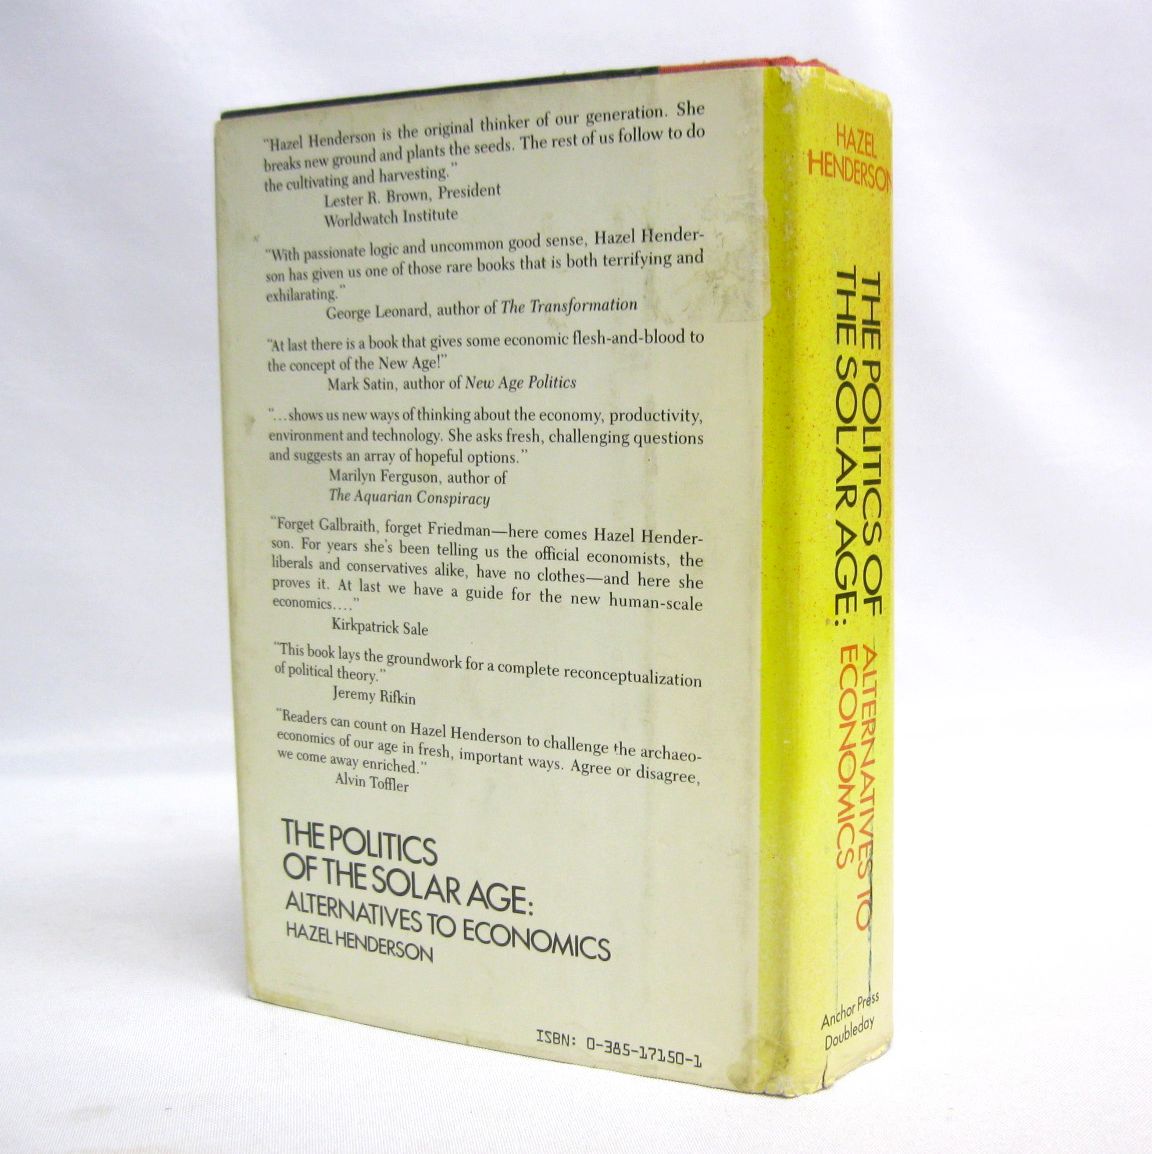 "Hazel Henderson is the original thinker of our generation. She
breaks new ground and plants the seeds. The rest of us follow to do
the cultivating and harvesting."
Lester R. Brown, President
Worldwatch Institute
"With passionate logic and uncommon good sense, Hazel Hender-
son has given us one of those rare books that is both terrifying and
exhilarating."
George Leonard, author of The Transformation
"At last there is a book that gives some economic flesh-and-blood to
the concept of the New Age!"
Mark Satin, author of New Age Politics
"...shows us new ways of thinking about the economy, productivity,
environment and technology. She asks fresh, challenging questions
and suggests an array of hopeful options."
Marilyn Ferguson, author of
The Aquarian Conspiracy
"Forget Galbraith, forget Friedman—here comes Hazel Hender-
son. For years she's been telling us the official economists, the
liberals and conservatives alike, have no clothes—and here she
proves it. At last we have a guide for the new human-scale
economics...."
Kirkpatrick Sale
"This book lays the groundwork for a complete reconceptualization
of political theory."
Jeremy Rifkin
"Readers can count on Hazel Henderson to challenge the archaeo-
economics of our age in fresh, important ways. Agree or disagree,
we come away enriched."
Alvin Toffler
THE POLITICS
OF THE SOLAR AGE:
ALTERNATIVES TO ECONOMICS
HAZEL HENDERSON
ISBN: 0-385-17150-1
HAZEL
HENDERSON
THE POLITICS OF
THE SOLAR AGE:
ALTERNATIVES TO
ECONOMICS
Anchor Press
Doubleday